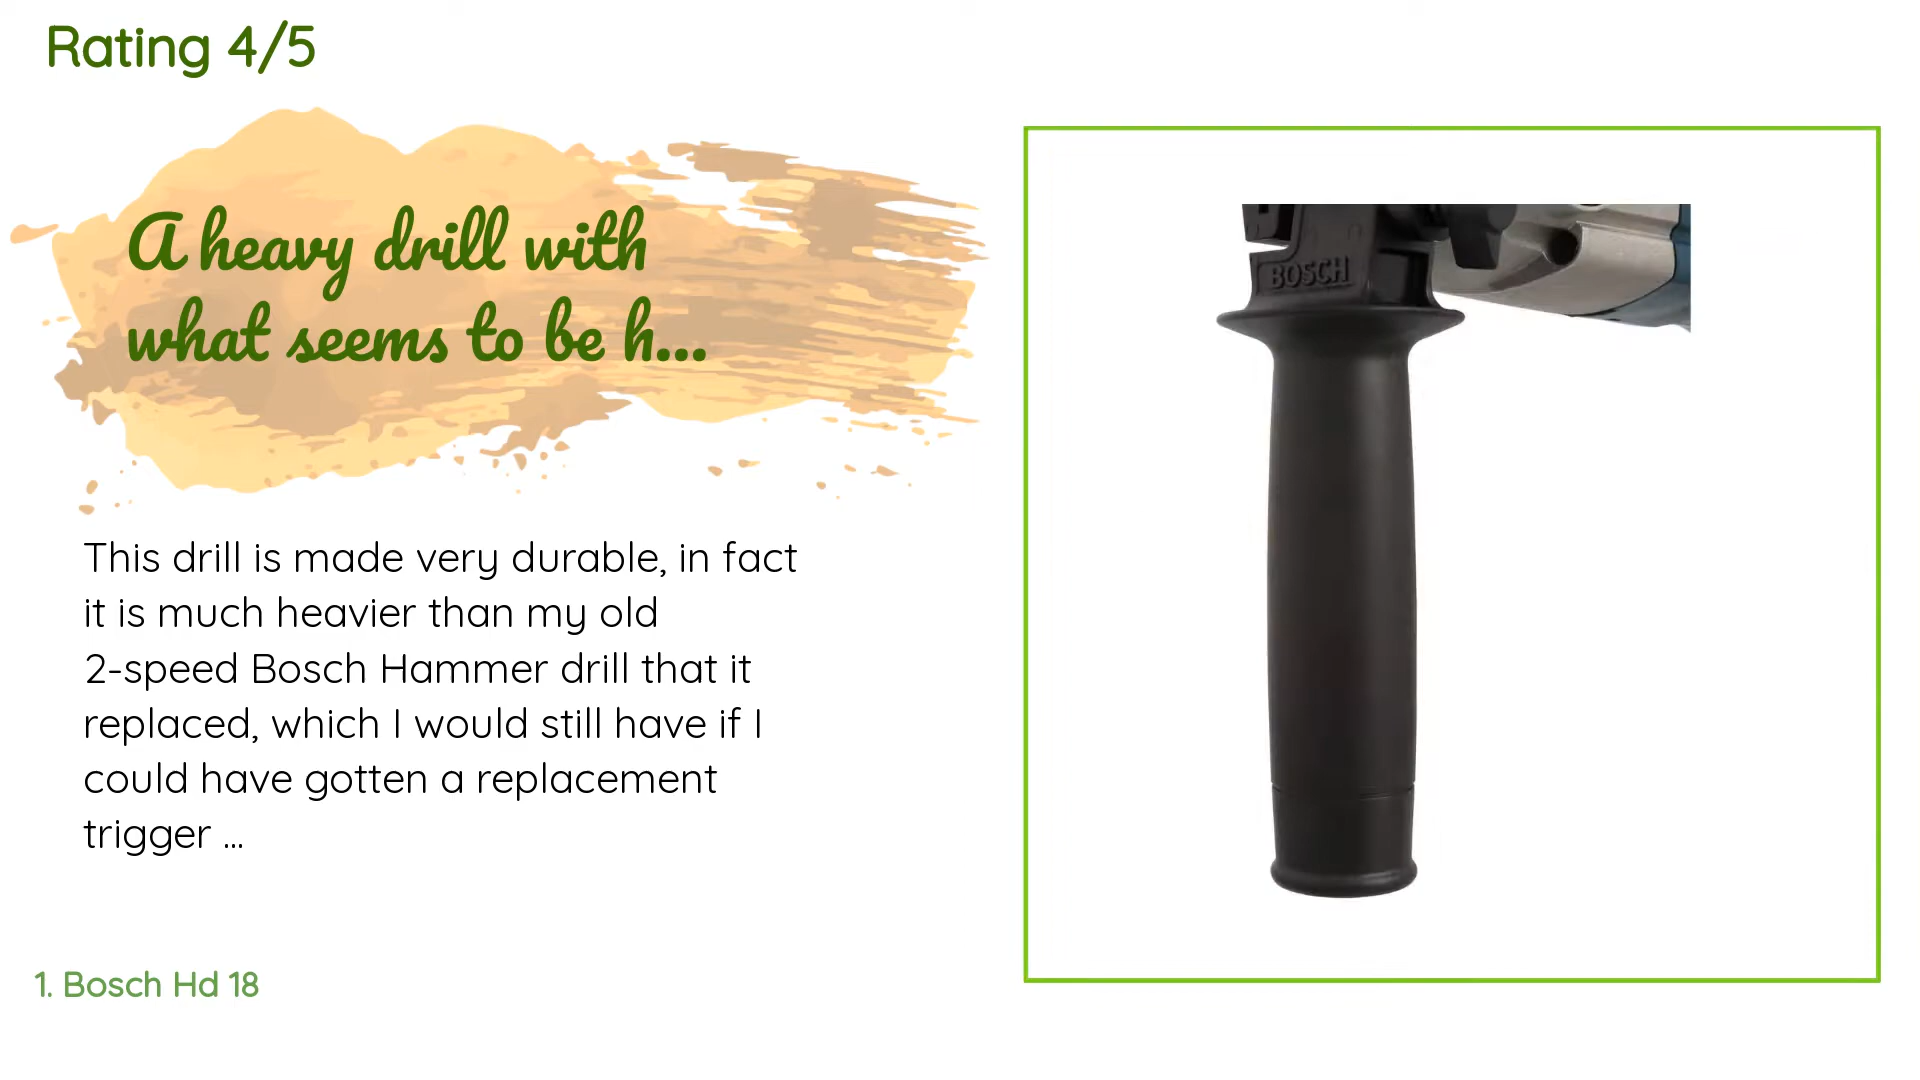 Rating 4/5
A heavy drill with
what seems to be h...
BOSCH
This drill is made very durable, in fact
it is much heavier than my old
2-speed Bosch Hammer drill that it
replaced, which I would still have if I
could have gotten a replacement
trigger ...
1. Bosch Hd 18